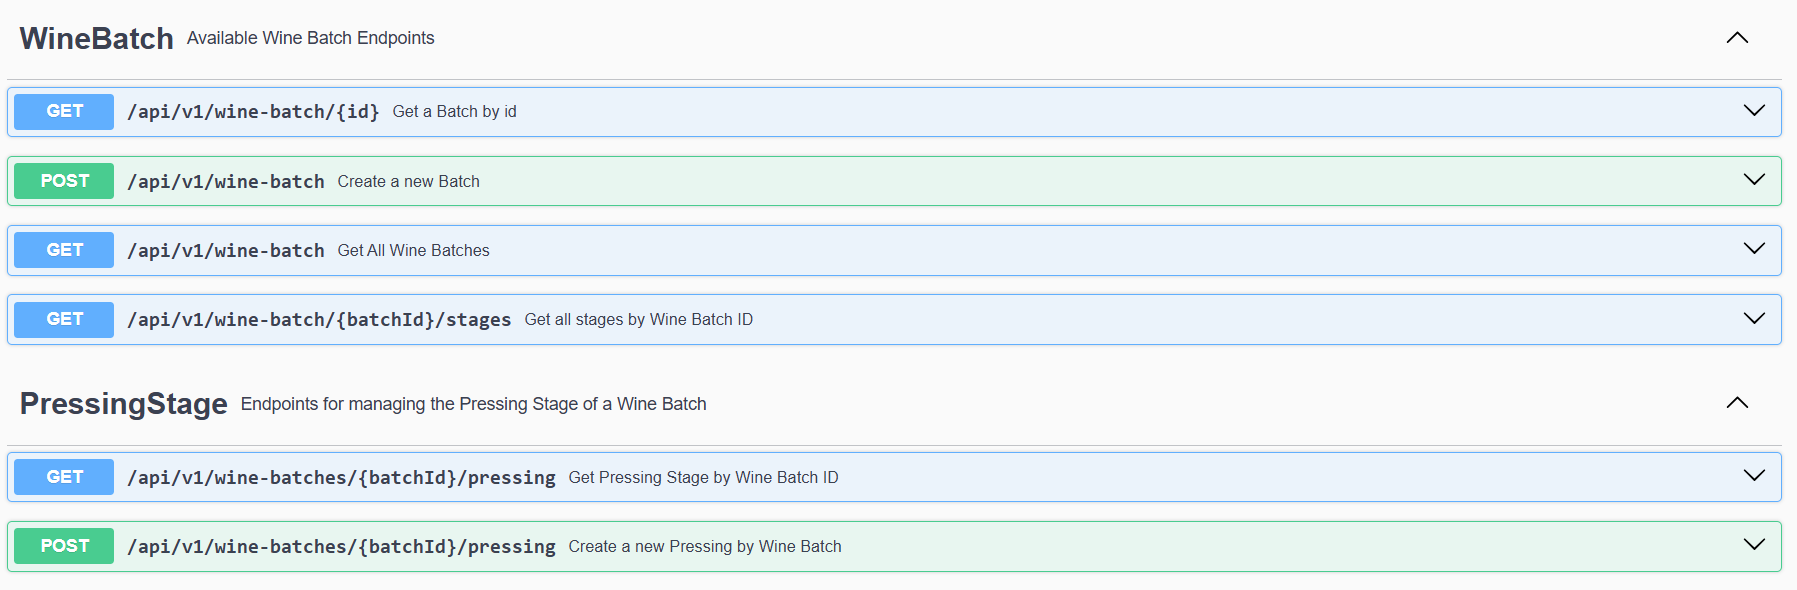 WineBatch Available Wine Batch Endpoints
GET /api/v1/wine-batch/{id} Get a Batch by id
POST /api/v1/wine-batch Create a new Batch
GET /api/v1/wine-batch Get All Wine Batches
GET /api/v1/wine-batch/{batchId}/stages Get all stages by Wine Batch ID
PressingStage Endpoints for managing the Pressing Stage of a Wine Batch
GET /api/v1/wine-batches/{batchId}/pressing Get Pressing Stage by Wine Batch ID
POST /api/v1/wine-batches/{batchId}/pressing Create a new Pressing by Wine Batch